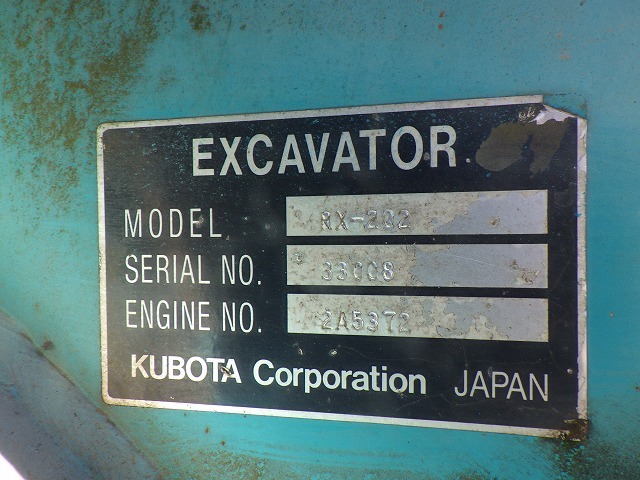 EXCAVATOR
MODEL RX-202
SERIAL NO. 33008
ENGINE NO. 2A5372
KUBOTA Corporation JAPAN